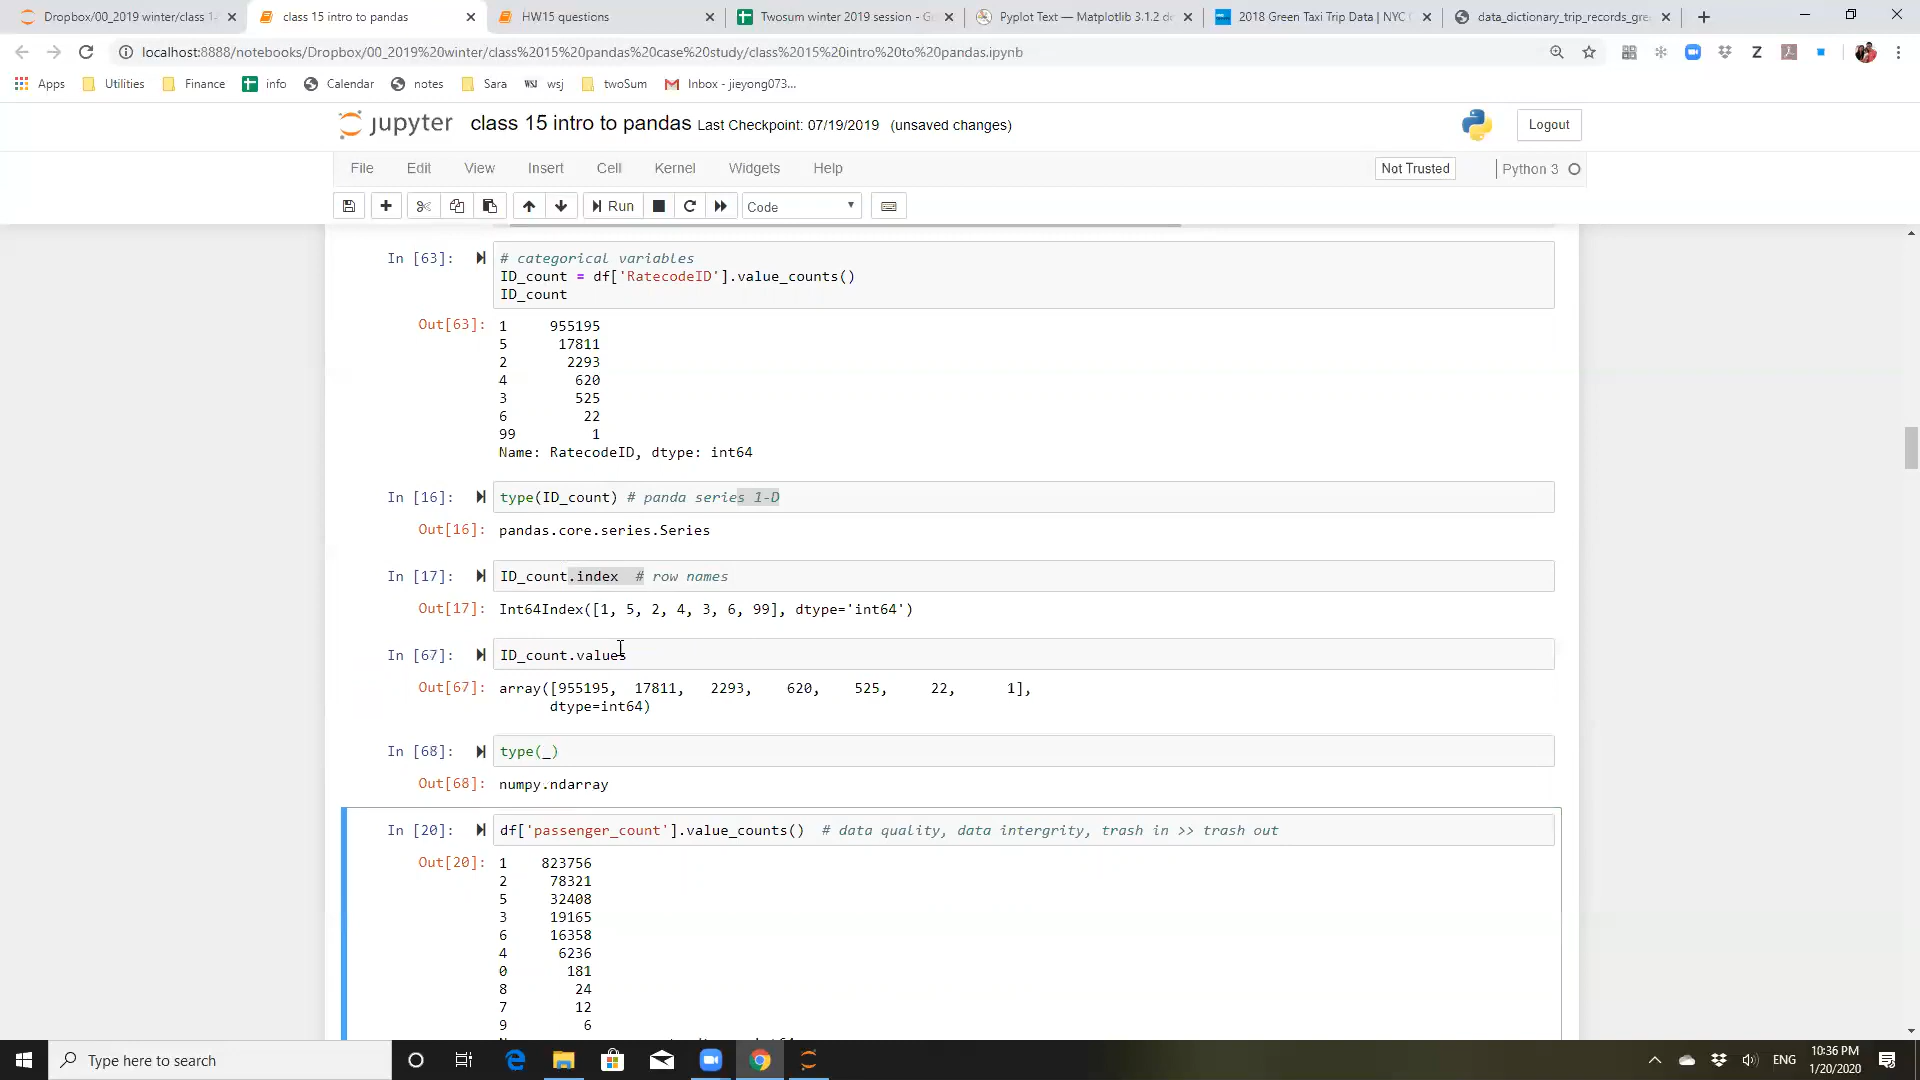 Dropbox/00_2019 winter/class 1
class 15 intro to pandas
HW15 questions
Twosum winter 2019 session - G
Pyplot Text — Matplotlib 3.1.2 d
2018 Green Taxi Trip Data | NYC
data_dictionary_trip_records_gre
localhost:8888/notebooks/Dropbox/00_2019%20winter/class%2015%20pandas%20case%20study/class%2015%20intro%20to%20pandas.ipynb
Apps Utilities Finance info Calendar notes Sara WSJ wsj twoSum Inbox - jieyong073...
jupyter class 15 intro to pandas Last Checkpoint: 07/19/2019 (unsaved changes) Logout
File Edit View Insert Cell Kernel Widgets Help Not Trusted Python 3
Run Code
In [63]: # categorical variables
ID_count = df['RatecodeID'].value_counts()
ID_count
Out[63]: 1 955195
5 17811
2 2293
4 620
3 525
6 22
99 1
Name: RatecodeID, dtype: int64
In [16]: type(ID_count) # panda series 1-D
Out[16]: pandas.core.series.Series
In [17]: ID_count.index # row names
Out[17]: Int64Index([1, 5, 2, 4, 3, 6, 99], dtype='int64')
In [67]: ID_count.values
Out[67]: array([955195, 17811, 2293, 620, 525, 22, 1],
dtype=int64)
In [68]: type(_)
Out[68]: numpy.ndarray
In [20]: df['passenger_count'].value_counts() # data quality, data intergrity, trash in >> trash out
Out[20]: 1 823756
2 78321
5 32408
3 19165
6 16358
4 6236
0 181
8 24
7 12
9 6
Type here to search
ENG
10:36 PM
1/20/2020